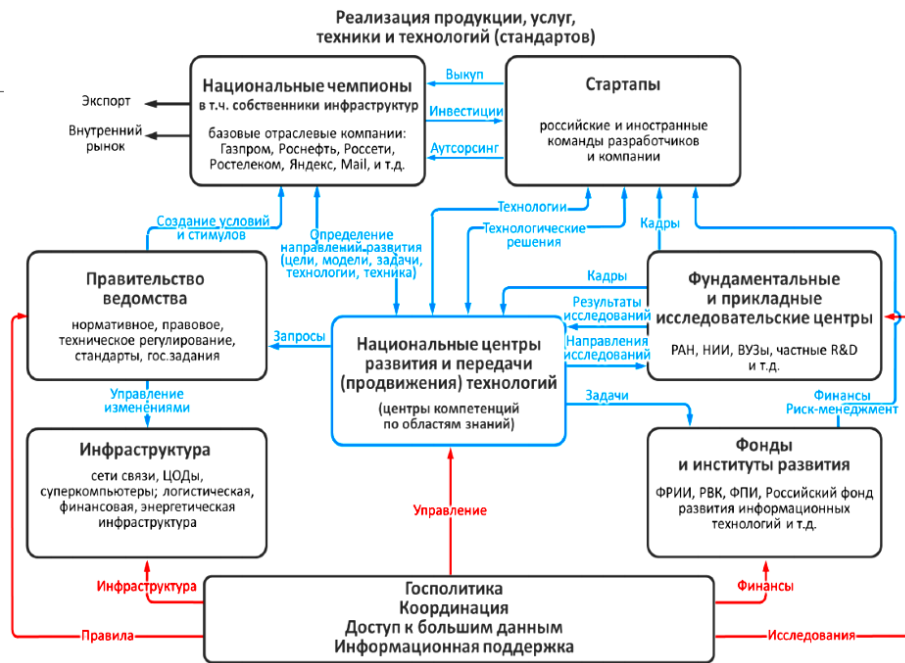 Реализация продукции, услуг,
техники и технологий (стандартов)
Национальные чемпионы
в т.ч. собственники инфраструктур
базовые отраслевые компании:
Газпром, Роснефть, Россети,
Ростелеком, Яндекс, Mail, и т.д.
Экспорт
Внутренний
рынок
Выкуп
Инвестиции
Аутсорсинг
Стартапы
российские и иностранные
команды разработчиков
и компании
Создание условий
и стимулов
Определение
направлений развития
(цели, модели, задачи,
технологии, техника)
Технологии
Технологические
решения
Кадры
Правительство
ведомства
нормативное, правовое,
техническое регулирование,
стандарты, гос.задания
Запросы
Национальные центры
развития и передачи
(продвижения) технологий
(центры компетенций
по областям знаний)
Кадры
Результаты
исследований
Направления
исследований
Фундаментальные
и прикладные
исследовательские центры
РАН, НИИ, ВУЗы, частные R&D
и т.д.
Управление
изменениями
Задачи
Финансы
Риск-менеджмент
Инфраструктура
сети связи, ЦОДы,
суперкомпьютеры; логистическая,
финансовая, энергетическая
инфраструктура
Фонды
и институты развития
ФРИИ, РВК, ФПИ, Российский фонд
развития информационных
технологий и т.д.
Управление
Инфраструктура
Финансы
Правила
Исследования
Госполитика
Координация
Доступ к большим данным
Информационная поддержка